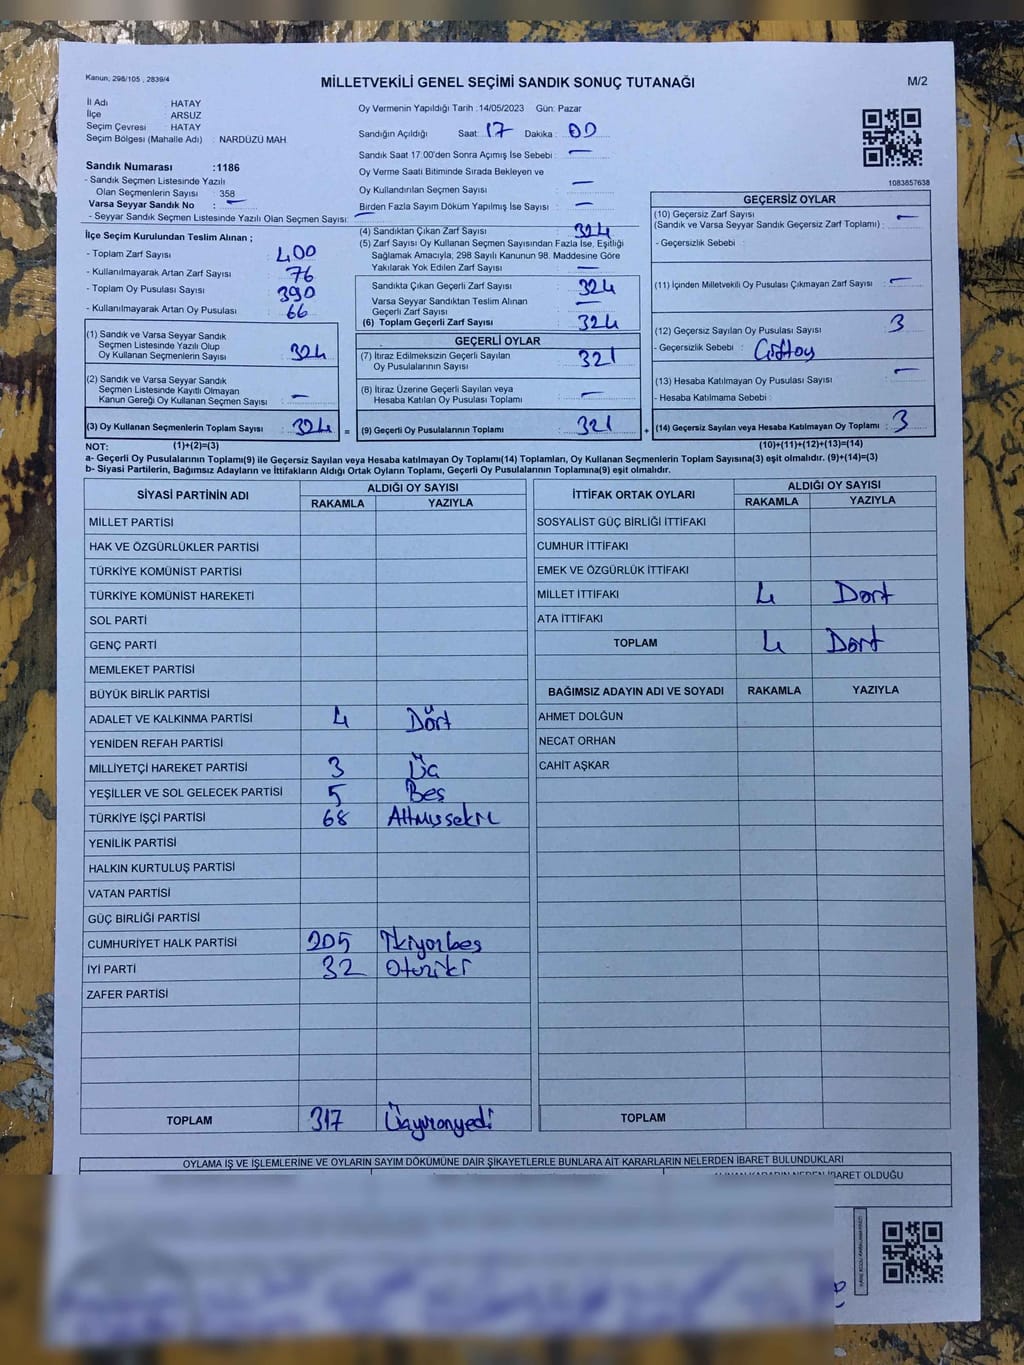 Kanun; 298/105 , 2839/4
MİLLETVEKİLİ GENEL SEÇİMİ SANDIK SONUÇ TUTANAĞI
M/2
İl Adı HATAY
İlçe ARSUZ
Seçim Çevresi : HATAY
Seçim Bölgesi (Mahalle Adı) : NARDÜZÜ MAH
Sandık Numarası :1186
- Sandık Seçmen Listesinde Yazılı
Olan Seçmenlerin Sayısı : 358
Varsa Seyyar Sandık No : —
- Seyyar Sandık Seçmen Listesinde Yazılı Olan Seçmen Sayısı: —
Oy Vermenin Yapıldığı Tarih :14/05/2023 Gün: Pazar
Sandığın Açıldığı Saat: 17 Dakika : 00
Sandık Saat 17:00'den Sonra Açımış İse Sebebi : —
Oy Verme Saati Bitiminde Sırada Bekleyen ve
Oy Kullandırılan Seçmen Sayısı : —
Birden Fazla Sayım Döküm Yapılmış İse Sayısı : —
1083857638
İlçe Seçim Kurulundan Teslim Alınan ;
- Toplam Zarf Sayısı : 400
- Kullanılmayarak Artan Zarf Sayısı : 76
- Toplam Oy Pusulası Sayısı : 390
- Kullanılmayarak Artan Oy Pusulası : 66
(1) Sandık ve Varsa Seyyar Sandık
Seçmen Listesinde Yazılı Olup
Oy Kullanan Seçmenlerin Sayısı : 324
(2) Sandık ve Varsa Seyyar Sandık
Seçmen Listesinde Kayıtlı Olmayan
Kanun Gereği Oy Kullanan Seçmen Sayısı : —
(3) Oy Kullanan Seçmenlerin Toplam Sayısı : 324 =
(4) Sandıktan Çıkan Zarf Sayısı : 324
(5) Zarf Sayısı Oy Kullanan Seçmen Sayısından Fazla İse, Eşitliği
Sağlamak Amacıyla, 298 Sayılı Kanunun 98. Maddesine Göre
Yakılarak Yok Edilen Zarf Sayısı : —
Sandıkta Çıkan Geçerli Zarf Sayısı : 324
Varsa Seyyar Sandıktan Teslim Alınan
Geçerli Zarf Sayısı : —
(6) Toplam Geçerli Zarf Sayısı : 324
GEÇERLİ OYLAR
(7) İtiraz Edilmeksizin Geçerli Sayılan
Oy Pusulalarının Sayısı : 321
(8) İtiraz Üzerine Geçerli Sayılan veya
Hesaba Katılan Oy Pusulası Toplamı : —
(9) Geçerli Oy Pusulalarının Toplamı : 321 +
GEÇERSİZ OYLAR
(10) Geçersiz Zarf Sayısı
(Sandık ve Varsa Seyyar Sandık Geçersiz Zarf Toplamı) : —
- Geçersizlik Sebebi :
(11) İçinden Milletvekili Oy Pusulası Çıkmayan Zarf Sayısı : —
(12) Geçersiz Sayılan Oy Pusulası Sayısı : 3
- Geçersizlik Sebebi : Çiftoy
(13) Hesaba Katılmayan Oy Pusulası Sayısı : —
- Hesaba Katılmama Sebebi :
(14) Geçersiz Sayılan veya Hesaba Katılmayan Oy Toplamı : 3
NOT: (1)+(2)=(3) (10)+(11)+(12)+(13)=(14)
a- Geçerli Oy Pusulalarının Toplamı(9) ile Geçersiz Sayılan veya Hesaba Katılmayan Oy Toplamı(14) Toplamları, Oy Kullanan Seçmenlerin Toplam Sayısına(3) eşit olmalıdır. (9)+(14)=(3)
b- Siyasi Partilerin, Bağımsız Adayların ve İttifakların Aldığı Ortak Oyların Toplamı, Geçerli Oy Pusulalarının Toplamına(9) eşit olmalıdır.
SİYASİ PARTİNİN ADI ALDIĞI OY SAYISI
RAKAMLA YAZIYLA
MİLLET PARTİSİ
HAK VE ÖZGÜRLÜKLER PARTİSİ
TÜRKİYE KOMÜNİST PARTİSİ
TÜRKİYE KOMÜNİST HAREKETİ
SOL PARTİ
GENÇ PARTİ
MEMLEKET PARTİSİ
BÜYÜK BİRLİK PARTİSİ
ADALET VE KALKINMA PARTİSİ 4 Dört
YENİDEN REFAH PARTİSİ
MİLLİYETÇİ HAREKET PARTİSİ 3 Üç
YEŞİLLER VE SOL GELECEK PARTİSİ 5 Beş
TÜRKİYE İŞÇİ PARTİSİ 68 Altmışsekiz
YENİLİK PARTİSİ
HALKIN KURTULUŞ PARTİSİ
VATAN PARTİSİ
GÜÇ BİRLİĞİ PARTİSİ
CUMHURİYET HALK PARTİSİ 205 İkiyüzbeş
İYİ PARTİ 32 Otuziki
ZAFER PARTİSİ
TOPLAM 317 Üçyüzonyedi
İTTİFAK ORTAK OYLARI ALDIĞI OY SAYISI
RAKAMLA YAZIYLA
SOSYALİST GÜÇ BİRLİĞİ İTTİFAKI
CUMHUR İTTİFAKI
EMEK VE ÖZGÜRLÜK İTTİFAKI
MİLLET İTTİFAKI 4 Dört
ATA İTTİFAKI
TOPLAM 4 Dört
BAĞIMSIZ ADAYIN ADI VE SOYADI RAKAMLA YAZIYLA
AHMET DOLĞUN
NECAT ORHAN
CAHİT AŞKAR
TOPLAM
OYLAMA İŞ VE İŞLEMLERİNE VE OYLARIN SAYIM DÖKÜMÜNE DAİR ŞİKAYETLERLE BUNLARA AİT KARARLARIN NELERDEN İBARET BULUNDUKLARI
İBARET OLDUĞU